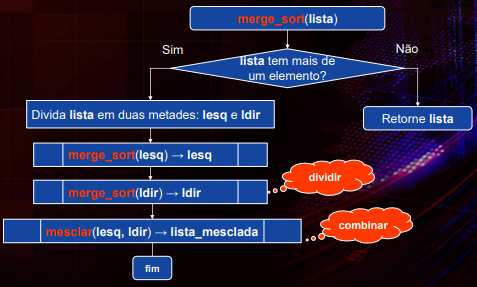 merge_sort(lista)
Sim
Não
lista tem mais de
um elemento?
Divida lista em duas metades: lesq e ldir
Retorne lista
merge_sort(lesq) → lesq
merge_sort(ldir) → ldir
dividir
mesclar(lesq, ldir) → lista_mesclada
combinar
fim